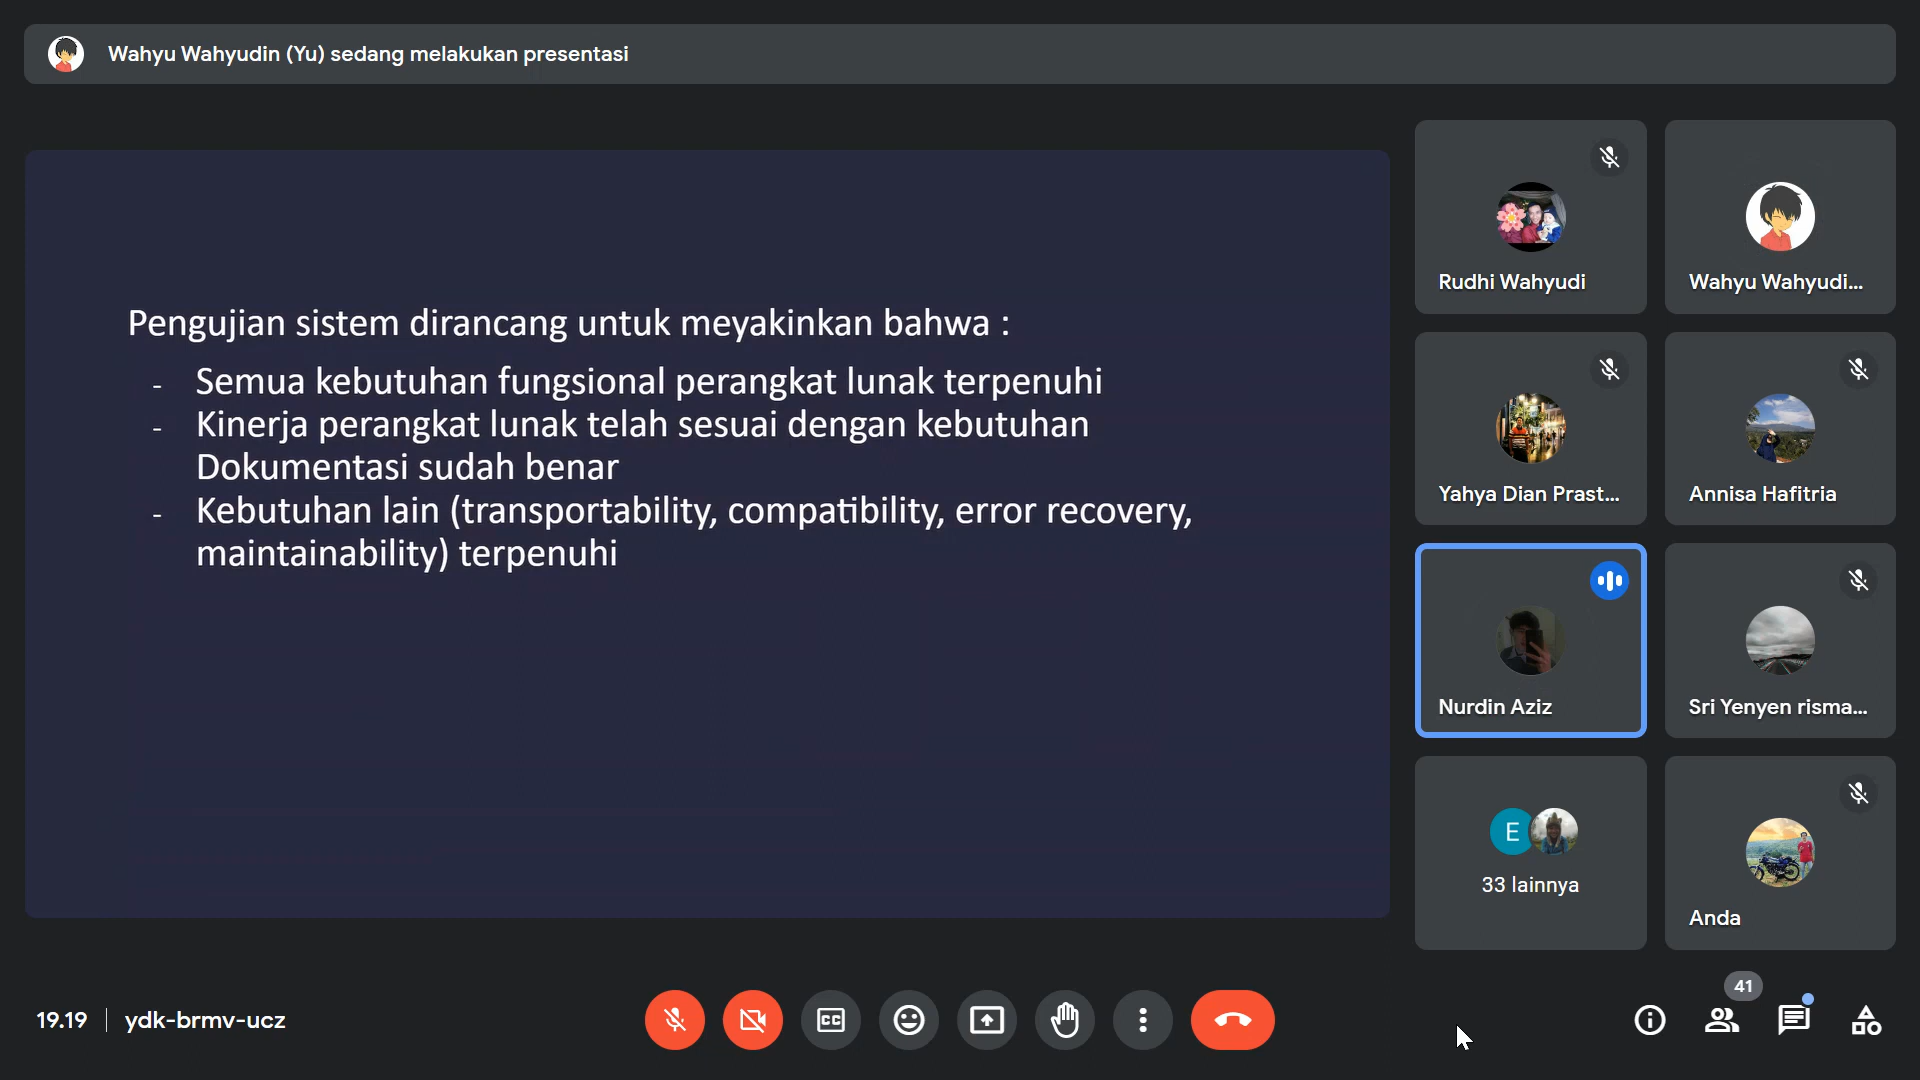 Wahyu Wahyudin (Yu) sedang melakukan presentasi
Pengujian sistem dirancang untuk meyakinkan bahwa :
- Semua kebutuhan fungsional perangkat lunak terpenuhi
- Kinerja perangkat lunak telah sesuai dengan kebutuhan
Dokumentasi sudah benar
- Kebutuhan lain (transportability, compatibility, error recovery,
maintainability) terpenuhi
Rudhi Wahyudi
Wahyu Wahyudi...
Yahya Dian Prast...
Annisa Hafitria
Nurdin Aziz
Sri Yenyen risma...
E
33 lainnya
Anda
19.19 | ydk-brmv-ucz
CC
41